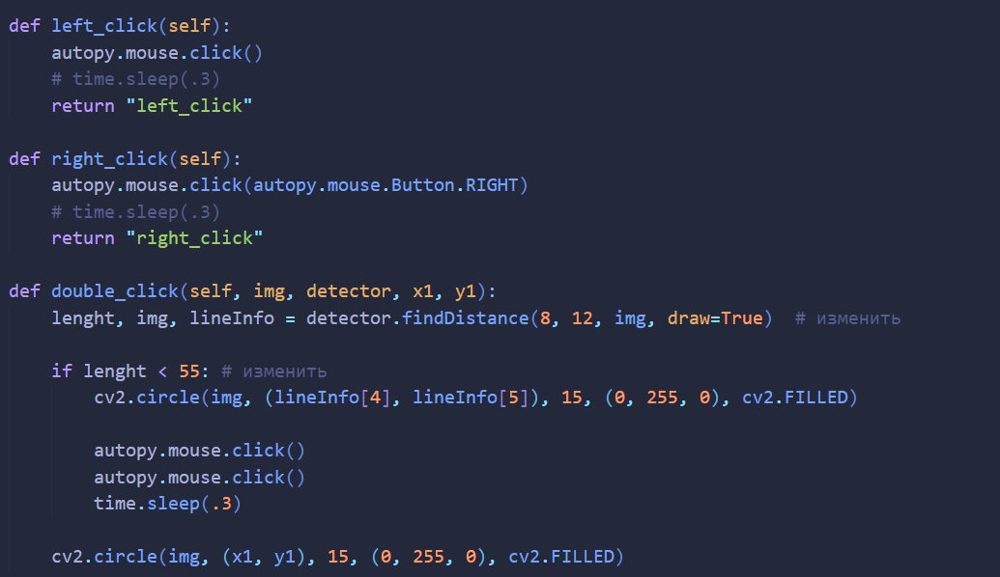 def left_click(self):
    autopy.mouse.click()
    # time.sleep(.3)
    return "left_click"
def right_click(self):
    autopy.mouse.click(autopy.mouse.Button.RIGHT)
    # time.sleep(.3)
    return "right_click"
def double_click(self, img, detector, x1, y1):
    lenght, img, lineInfo = detector.findDistance(8, 12, img, draw=True)  # изменить
    if lenght < 55: # изменить
        cv2.circle(img, (lineInfo[4], lineInfo[5]), 15, (0, 255, 0), cv2.FILLED)
        autopy.mouse.click()
        autopy.mouse.click()
        time.sleep(.3)
    cv2.circle(img, (x1, y1), 15, (0, 255, 0), cv2.FILLED)